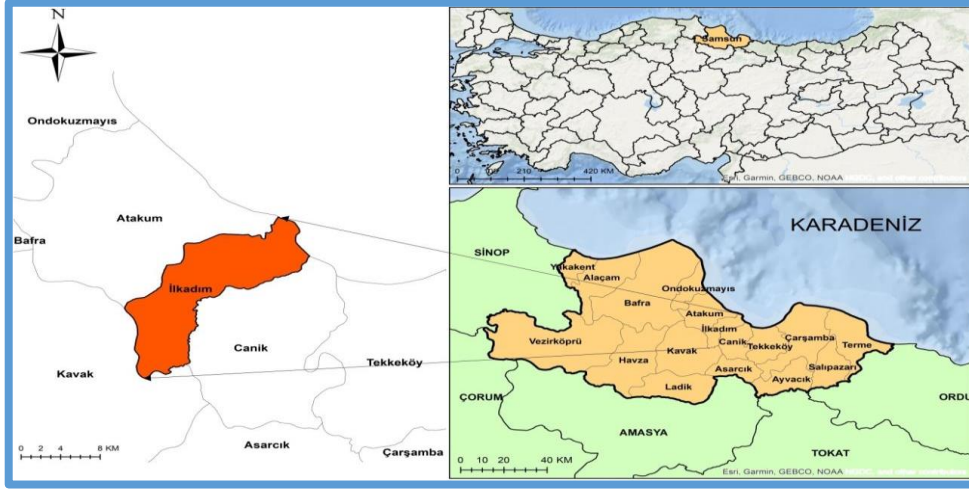 N
Ondokuzmayıs
Atakum
Bafra
İlkadım
Canik
Kavak
Tekkeköy
Asarcık
Çarşamba
0 2 4 8 KM
Samsun
210 420 KM
Esri, Garmin, GEBCO, NOAA
KARADENİZ
SİNOP
Yakakent
Alaçam
Ondokuzmayıs
Bafra
Atakum
İlkadım
Vezirköprü
Canik
Tekkeköy
Çarşamba
Terme
Havza
Kavak
Asarcık
Salıpazarı
Ayvacık
Ladik
ÇORUM
ORDU
AMASYA
TOKAT
0 10 20 40 KM
Esri, Garmin, GEBCO, NOAA